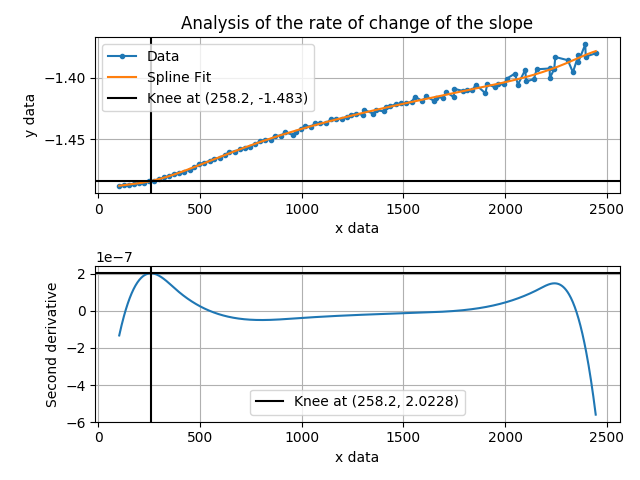 Analysis of the rate of change of the slope
Data
Spline Fit
Knee at (258.2, -1.483)
−1.40
−1.45
y data
0 500 1000 1500 2000 2500
x data
1e−7
2
0
−2
−4
−6
Second derivative
Knee at (258.2, 2.0228)
0 500 1000 1500 2000 2500
x data